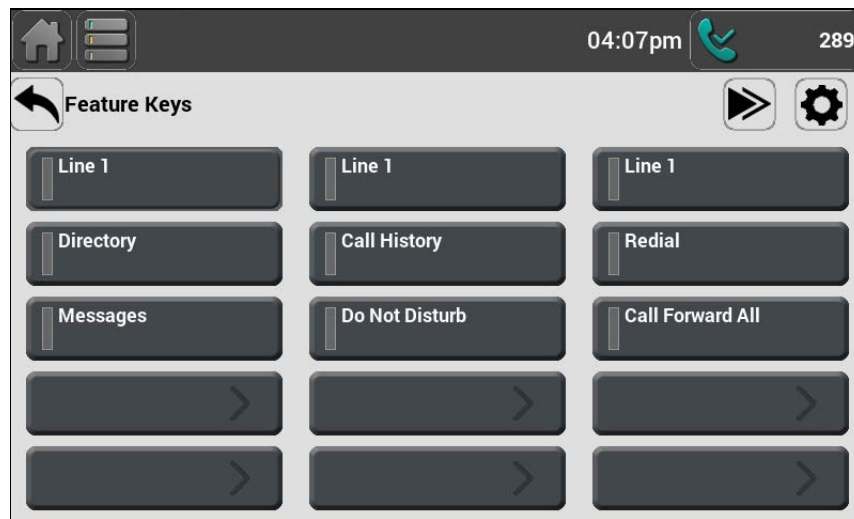 04:07pm 289
Feature Keys
Line 1 Line 1 Line 1
Directory Call History Redial
Messages Do Not Disturb Call Forward All